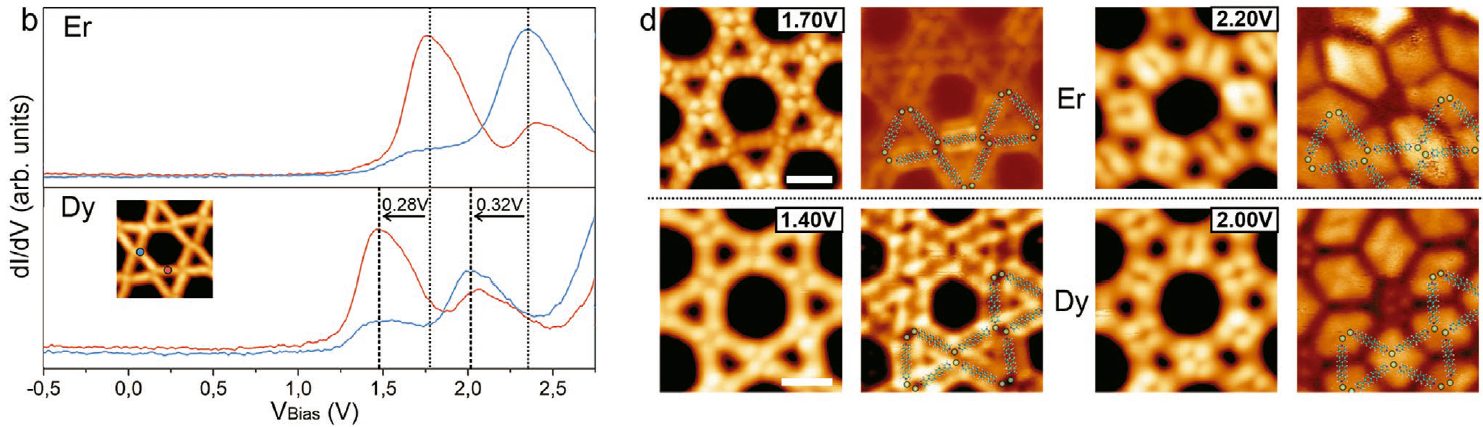 b
Er
Dy
0.28V
0.32V
dI/dV (arb. units)
-0,5 0,0 0,5 1,0 1,5 2,0 2,5
VBias (V)
d
1.70V
Er
2.20V
1.40V
Dy
2.00V